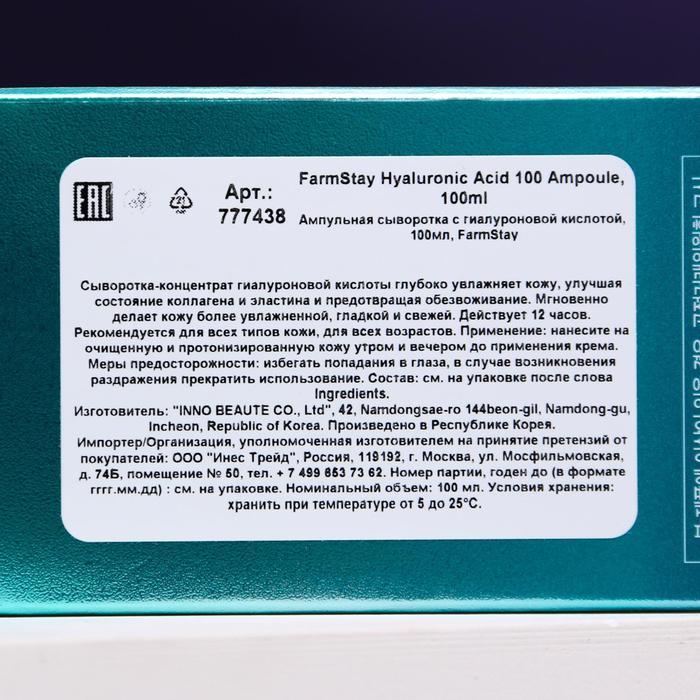 EAC
21
PAP
Арт.:
777438
FarmStay Hyaluronic Acid 100 Ampoule,
100ml
Ампульная сыворотка с гиалуроновой кислотой,
100мл, FarmStay
Сыворотка-концентрат гиалуроновой кислоты глубоко увлажняет кожу, улучшая
состояние коллагена и эластина и предотвращая обезвоживание. Мгновенно
делает кожу более увлажненной, гладкой и свежей. Действует 12 часов.
Рекомендуется для всех типов кожи, для всех возрастов. Применение: нанесите на
очищенную и протонизированную кожу утром и вечером до применения крема.
Меры предосторожности: избегать попадания в глаза, в случае возникновения
раздражения прекратить использование. Состав: см. на упаковке после слова
Ingredients.
Изготовитель: "INNO BEAUTE CO., Ltd", 42, Namdongsae-ro 144beon-gil, Namdong-gu,
Incheon, Republic of Korea. Произведено в Республике Корея.
Импортер/Организация, уполномоченная изготовителем на принятие претензий от
покупателей: ООО "Инес Трейд", Россия, 119192, г. Москва, ул. Мосфильмовская,
д. 74Б, помещение № 50, тел. + 7 499 653 73 62. Номер партии, годен до (в формате
гггг.мм.дд) : см. на упаковке. Номинальный объем: 100 мл. Условия хранения:
хранить при температуре от 5 до 25°С.